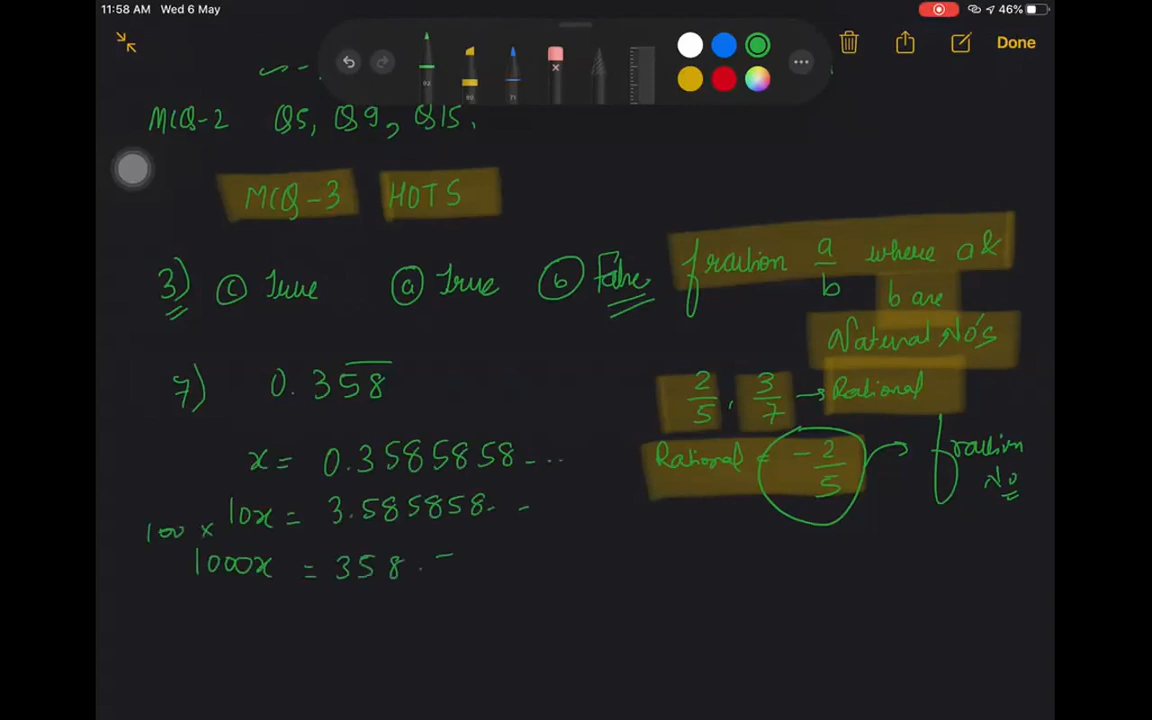 11:58 AM Wed 6 May
46%
Done
MCQ-2 Q5, Q9, Q15.
MCQ-3 HOTS
3) (c) True (a) True (b) False
fraction a/b where a &
b are
Natural No's
2/5, 3/7 → Rational
Rational = -2/5 → fraction
No
7) 0.35̅8̅
x = 0.3585858-...
100 × 10x = 3.585858- -
1000x = 358.